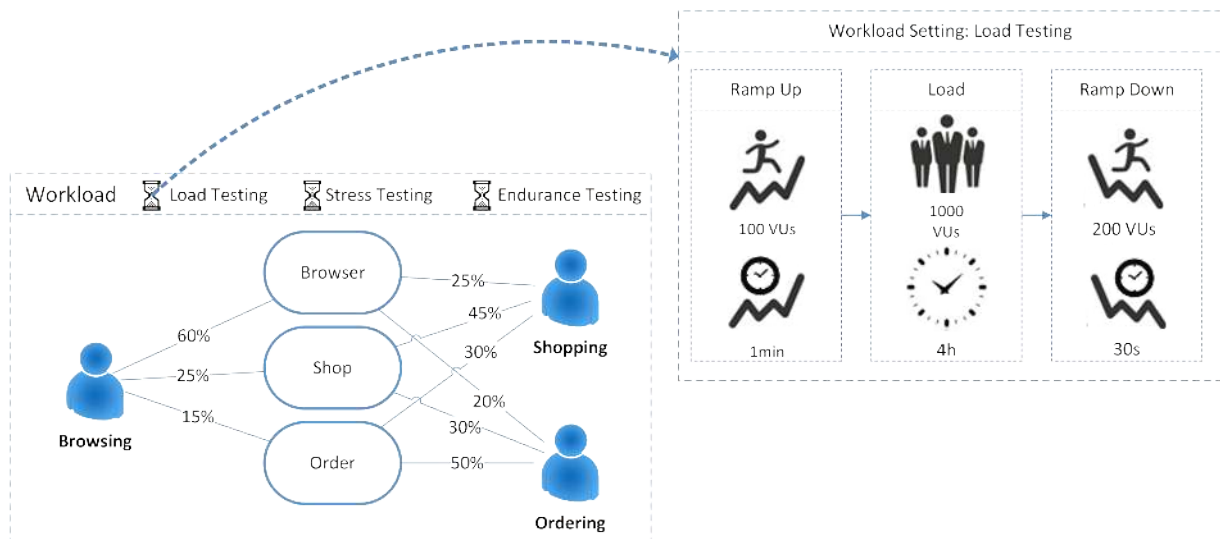 Workload Setting: Load Testing
Ramp Up
Load
Ramp Down
100 VUs
1000
VUs
200 VUs
1min
4h
30s
Workload
Load Testing
Stress Testing
Endurance Testing
Browser
25%
45%
60%
Shopping
30%
Shop
25%
20%
15%
30%
Browsing
Order
50%
Ordering